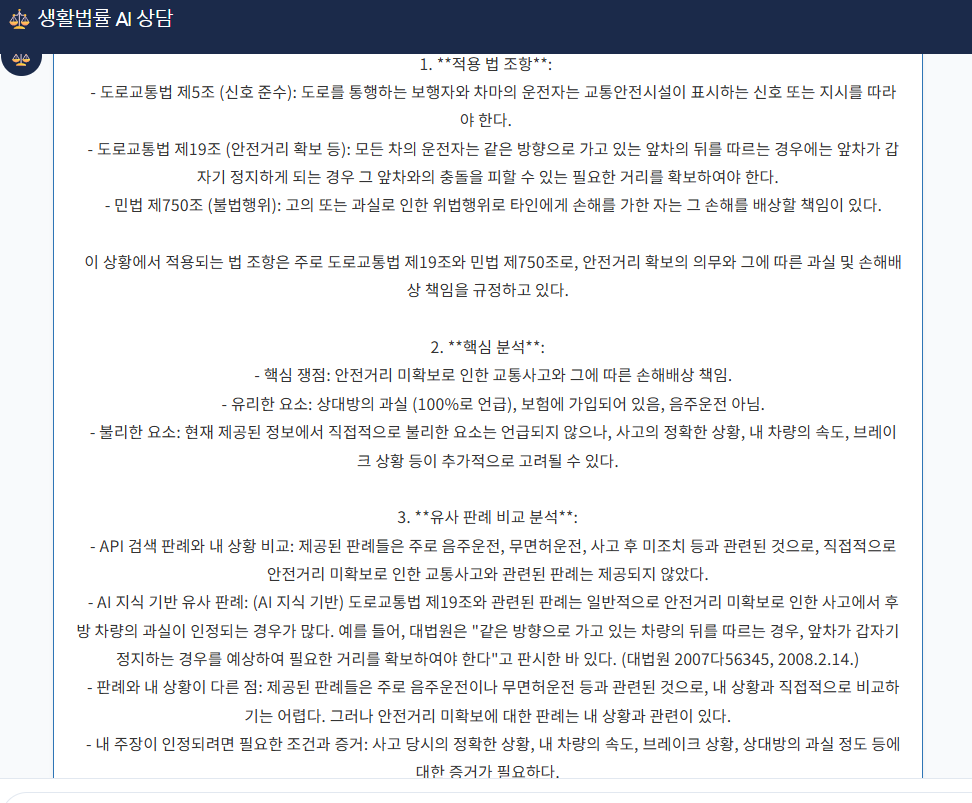 생활법률 AI 상담
1. **적용 법 조항**:
- 도로교통법 제5조 (신호 준수): 도로를 통행하는 보행자와 차마의 운전자는 교통안전시설이 표시하는 신호 또는 지시를 따라
야 한다.
- 도로교통법 제19조 (안전거리 확보 등): 모든 차의 운전자는 같은 방향으로 가고 있는 앞차의 뒤를 따르는 경우에는 앞차가 갑
자기 정지하게 되는 경우 그 앞차와의 충돌을 피할 수 있는 필요한 거리를 확보하여야 한다.
- 민법 제750조 (불법행위): 고의 또는 과실로 인한 위법행위로 타인에게 손해를 가한 자는 그 손해를 배상할 책임이 있다.
이 상황에서 적용되는 법 조항은 주로 도로교통법 제19조와 민법 제750조로, 안전거리 확보의 의무와 그에 따른 과실 및 손해배
상 책임을 규정하고 있다.
2. **핵심 분석**:
- 핵심 쟁점: 안전거리 미확보로 인한 교통사고와 그에 따른 손해배상 책임.
- 유리한 요소: 상대방의 과실 (100%로 언급), 보험에 가입되어 있음, 음주운전 아님.
- 불리한 요소: 현재 제공된 정보에서 직접적으로 불리한 요소는 언급되지 않으나, 사고의 정확한 상황, 내 차량의 속도, 브레이
크 상황 등이 추가적으로 고려될 수 있다.
3. **유사 판례 비교 분석**:
- API 검색 판례와 내 상황 비교: 제공된 판례들은 주로 음주운전, 무면허운전, 사고 후 미조치 등과 관련된 것으로, 직접적으로
안전거리 미확보로 인한 교통사고와 관련된 판례는 제공되지 않았다.
- AI 지식 기반 유사 판례: (AI 지식 기반) 도로교통법 제19조와 관련된 판례는 일반적으로 안전거리 미확보로 인한 사고에서 후
방 차량의 과실이 인정되는 경우가 많다. 예를 들어, 대법원은 "같은 방향으로 가고 있는 차량의 뒤를 따르는 경우, 앞차가 갑자기
정지하는 경우를 예상하여 필요한 거리를 확보하여야 한다"고 판시한 바 있다. (대법원 2007다56345, 2008.2.14.)
- 판례와 내 상황이 다른 점: 제공된 판례들은 주로 음주운전이나 무면허운전 등과 관련된 것으로, 내 상황과 직접적으로 비교하
기는 어렵다. 그러나 안전거리 미확보에 대한 판례는 내 상황과 관련이 있다.
- 내 주장이 인정되려면 필요한 조건과 증거: 사고 당시의 정확한 상황, 내 차량의 속도, 브레이크 상황, 상대방의 과실 정도 등에
대한 증거가 필요하다.